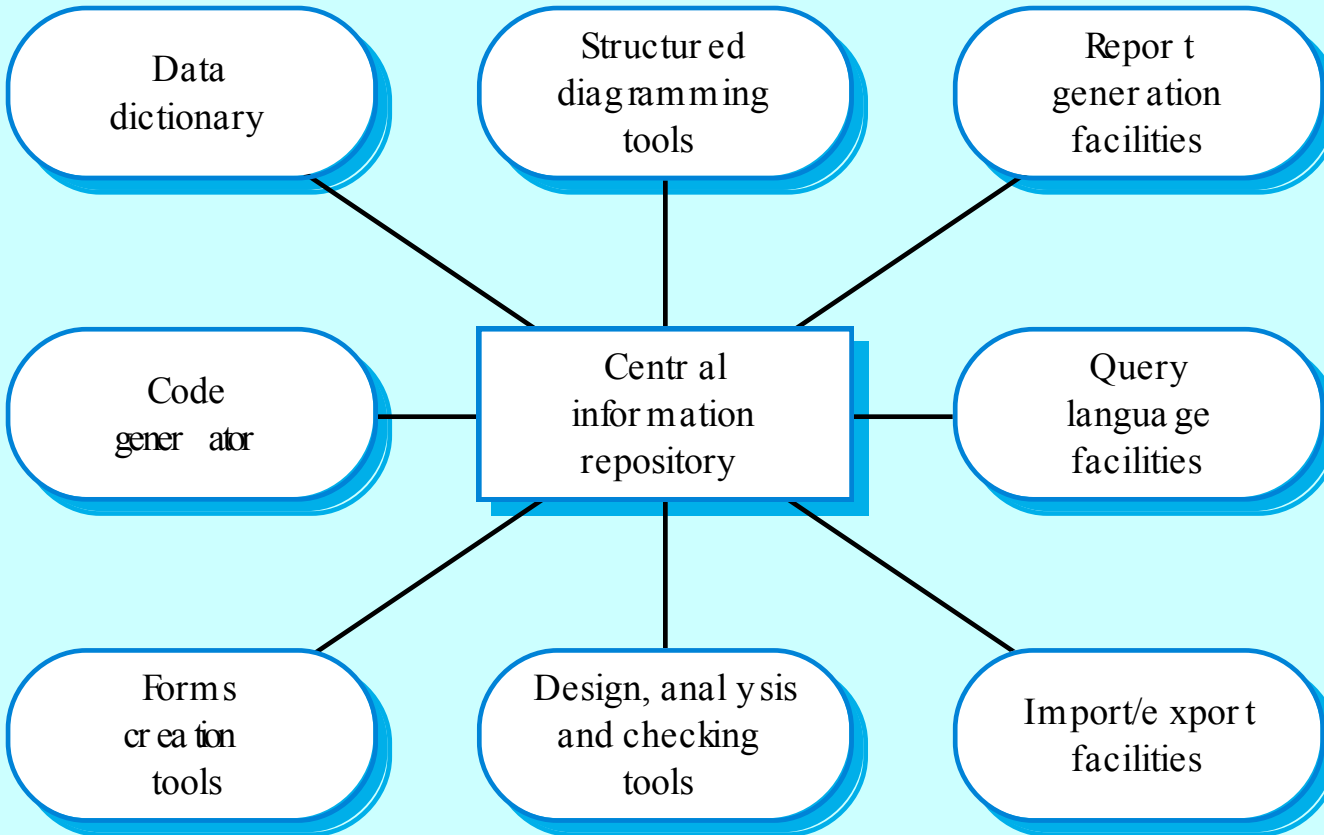 Data
dictionary
Structured
diagramming
tools
Report
generation
facilities
Code
generator
Central
information
repository
Query
language
facilities
Forms
creation
tools
Design, analysis
and checking
tools
Import/export
facilities